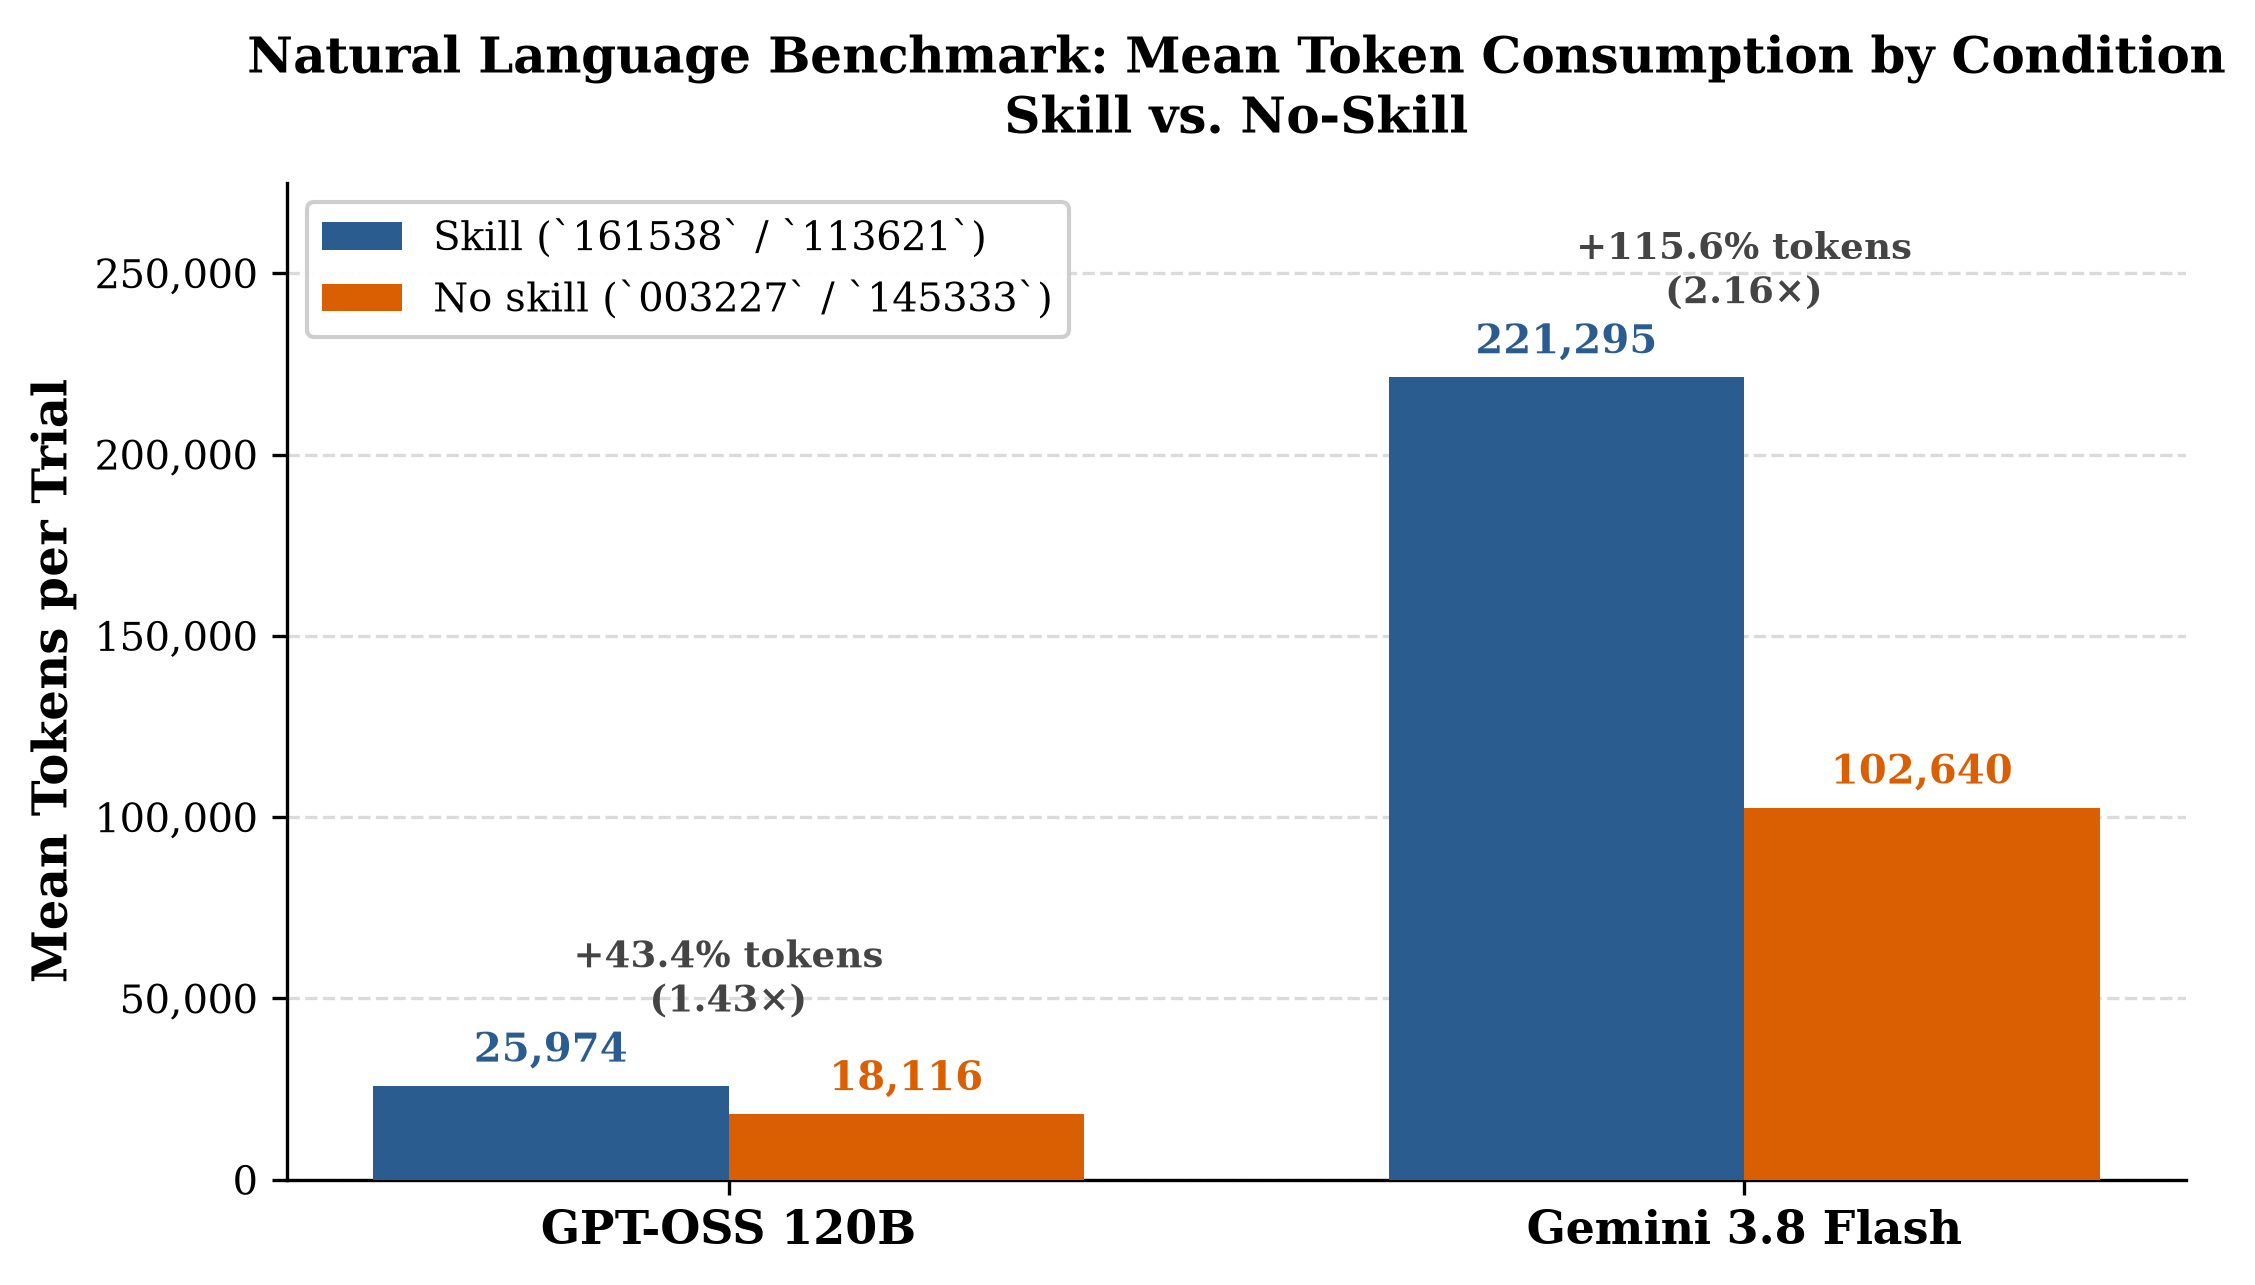 Natural Language Benchmark: Mean Token Consumption by Condition
Skill vs. No-Skill
Mean Tokens per Trial
250,000
200,000
150,000
100,000
50,000
0
Skill (`161538` / `113621`)
No skill (`003227` / `145333`)
+115.6% tokens
(2.16×)
221,295
102,640
+43.4% tokens
(1.43×)
25,974
18,116
GPT-OSS 120B
Gemini 3.8 Flash